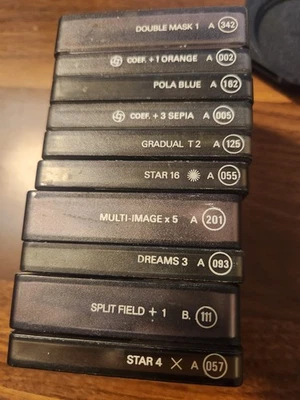 DOUBLE MASK 1 A 342
COEF. + 1 ORANGE A 002
POLA BLUE A 162
COEF. + 3 SEPIA A 005
GRADUAL T 2 A 125
STAR 16 A 055
MULTI-IMAGE x 5 A 201
DREAMS 3 A 093
SPLIT FIELD + 1 B. 111
STAR 4 A 057